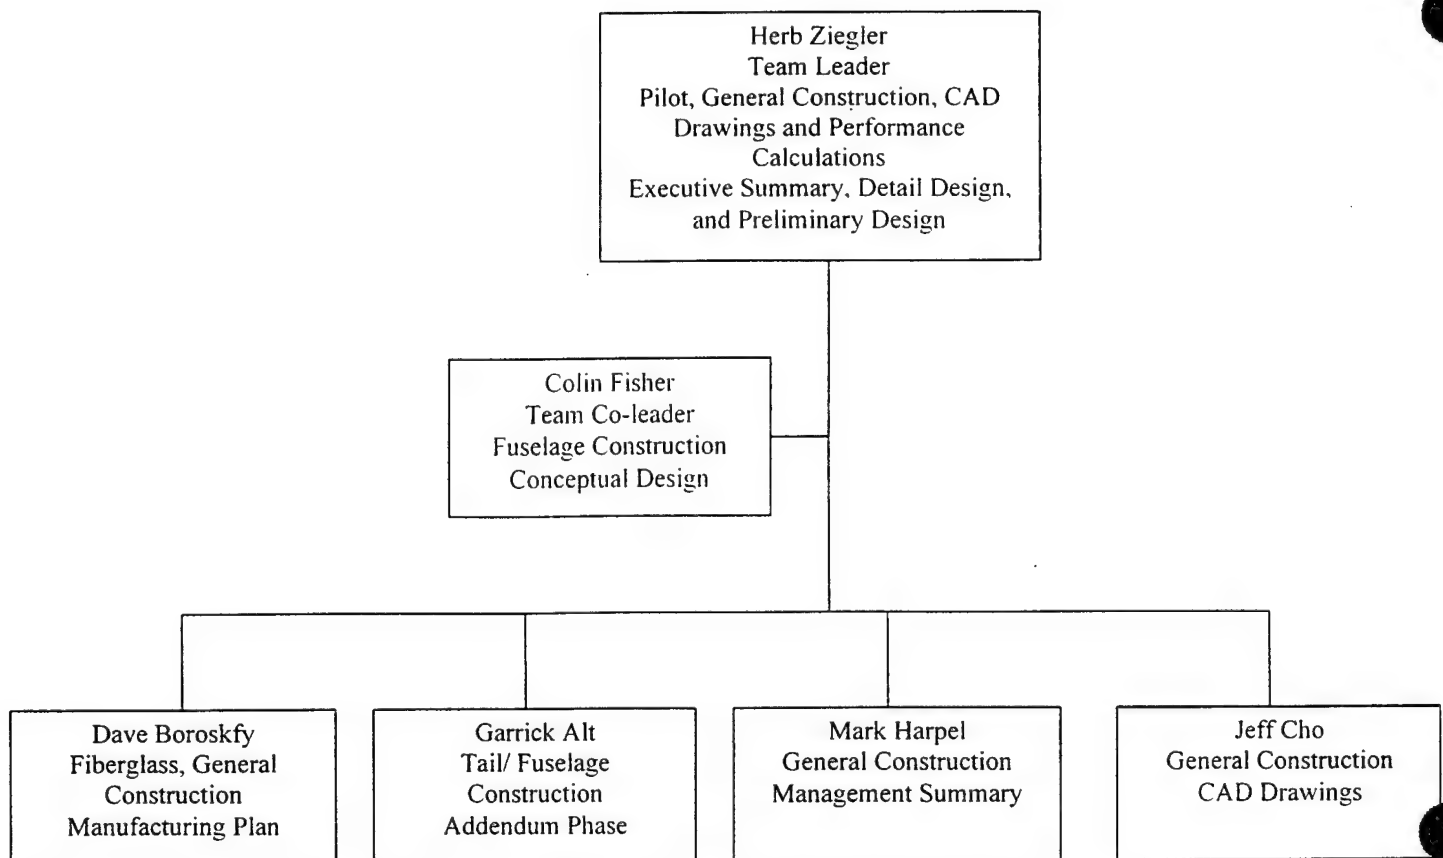 Herb Ziegler
Team Leader
Pilot, General Construction, CAD
Drawings and Performance
Calculations
Executive Summary, Detail Design,
and Preliminary Design
Colin Fisher
Team Co-leader
Fuselage Construction
Conceptual Design
Dave Boroskfy
Fiberglass, General
Construction
Manufacturing Plan
Garrick Alt
Tail/ Fuselage
Construction
Addendum Phase
Mark Harpel
General Construction
Management Summary
Jeff Cho
General Construction
CAD Drawings